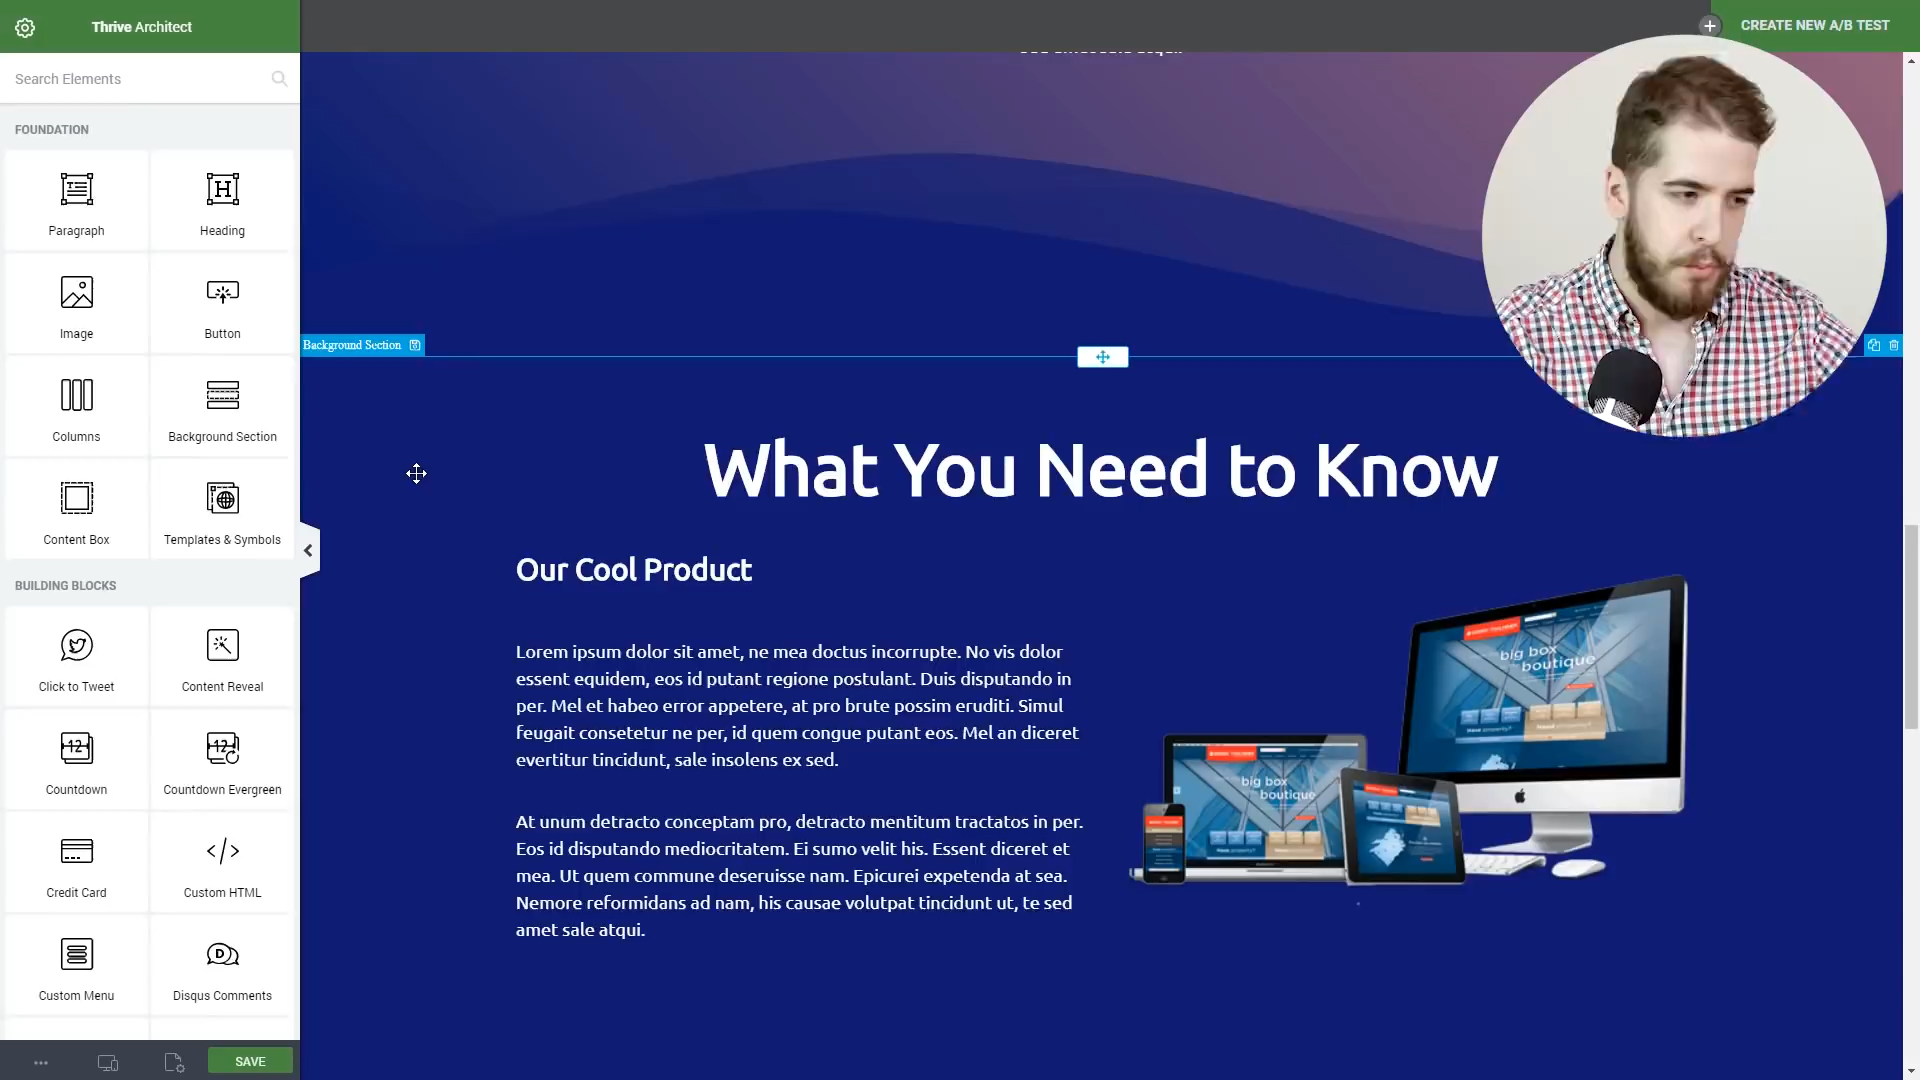 Thrive Architect
CREATE NEW A/B TEST
Search Elements
FOUNDATION
Paragraph
Heading
Image
Button
Columns
Background Section
Content Box
Templates & Symbols
BUILDING BLOCKS
Click to Tweet
Content Reveal
Countdown
Countdown Evergreen
Credit Card
Custom HTML
Custom Menu
Disqus Comments
SAVE
Background Section
What You Need to Know
Our Cool Product
Lorem ipsum dolor sit amet, ne mea doctus incorrupte. No vis dolor
essent equidem, eos id putant regione postulant. Duis disputando in
per. Mel et habeo error appetere, at pro brute possim eruditi. Simul
feugait consetetur ne per, id quem congue putant eos. Mel an diceret
evertitur tincidunt, sale insolens ex sed.
At unum detracto conceptam pro, detracto mentitum tractatos in per.
Eos id disputando mediocritatem. Ei sumo velit his. Essent diceret et
mea. Ut quem commune deseruisse nam. Epicurei expetenda at sea.
Nemore reformidans ad nam, his causae volutpat tincidunt ut, te sed
amet sale atqui.
big box
boutique
big box
boutique